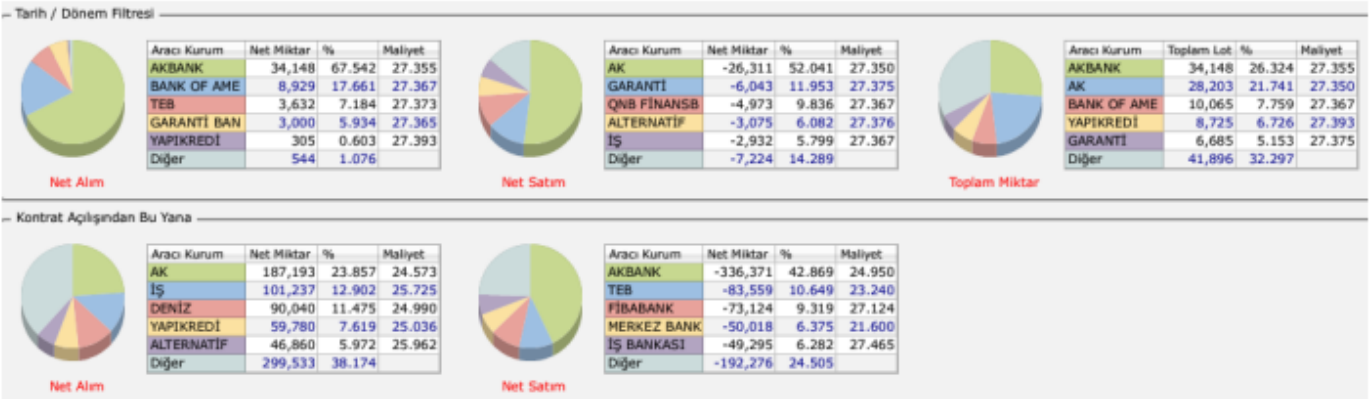 Tarih / Dönem Filtresi
Aracı Kurum Net Miktar % Maliyet
AKBANK 34,148 67.542 27.355
BANK OF AME 8,929 17.661 27.367
TEB 3,632 7.184 27.373
GARANTİ BAN 3,000 5.934 27.365
YAPIKREDİ 305 0.603 27.393
Diğer 544 1.076
Net Alım
Aracı Kurum Net Miktar % Maliyet
AK -26,311 52.041 27.350
GARANTİ -6,043 11.953 27.375
QNB FİNANSB -4,973 9.836 27.367
ALTERNATİF -3,075 6.082 27.376
İŞ -2,932 5.799 27.367
Diğer -7,224 14.289
Net Satım
Aracı Kurum Toplam Lot % Maliyet
AKBANK 34,148 26.324 27.355
AK 28,203 21.741 27.350
BANK OF AME 10,065 7.759 27.367
YAPIKREDİ 8,725 6.726 27.393
GARANTİ 6,685 5.153 27.375
Diğer 41,896 32.297
Toplam Miktar
Kontrat Açılışından Bu Yana
Aracı Kurum Net Miktar % Maliyet
AK 187,193 23.857 24.573
İŞ 101,237 12.902 25.725
DENİZ 90,040 11.475 24.990
YAPIKREDİ 59,780 7.619 25.036
ALTERNATİF 46,860 5.972 25.962
Diğer 299,533 38.174
Net Alım
Aracı Kurum Net Miktar % Maliyet
AKBANK -336,371 42.869 24.950
TEB -83,559 10.649 23.240
FİBABANK -73,124 9.319 27.124
MERKEZ BANK -50,018 6.375 21.600
İŞ BANKASI -49,295 6.282 27.465
Diğer -192,276 24.505
Net Satım